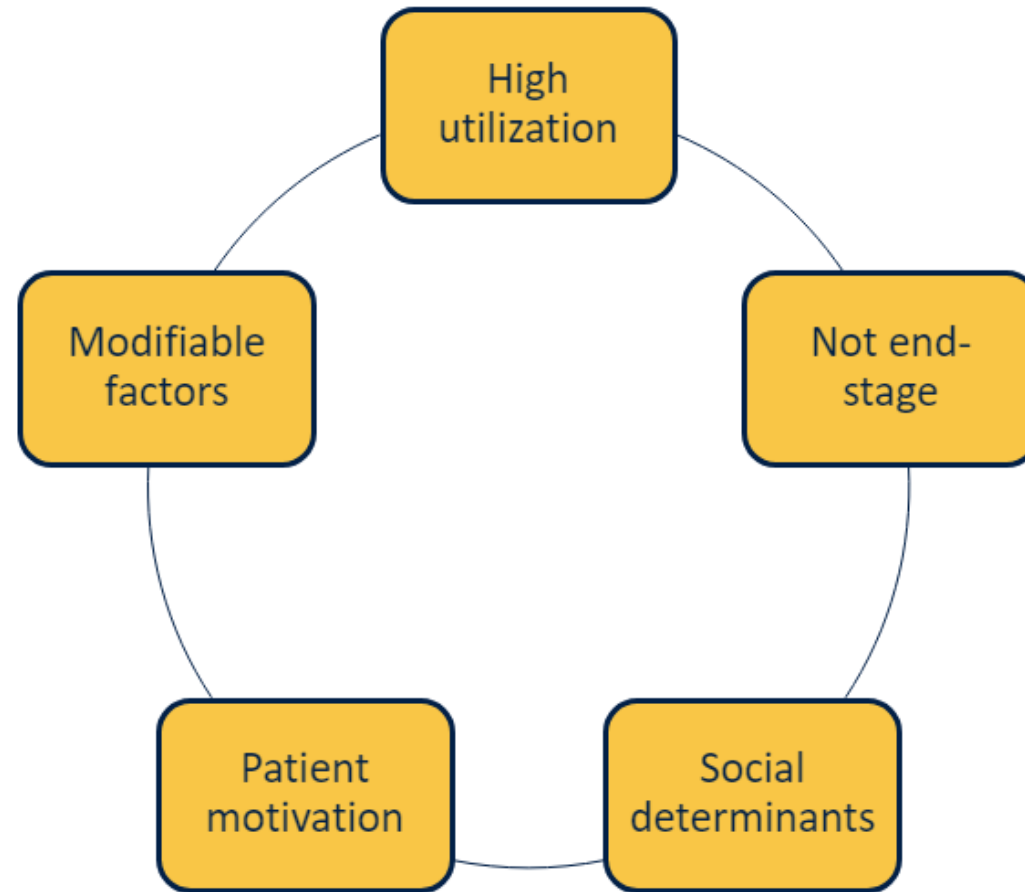 High
utilization
Not end-
stage
Social
determinants
Patient
motivation
Modifiable
factors